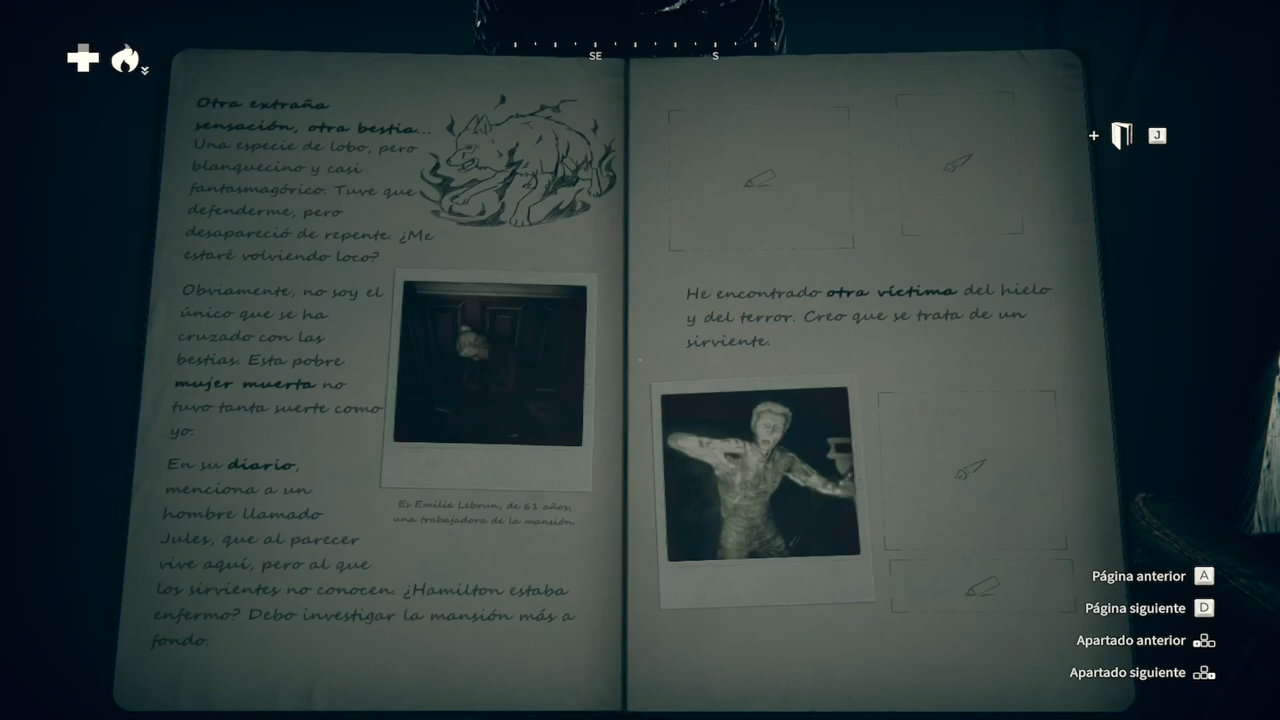 SE
S
J
Otra extraña
sensación, otra bestia...
Una especie de lobo, pero
blanquecino y casi
fantasmagórico. Tuve que
defenderme, pero
desapareció de repente. ¿Me
estaré volviendo loco?
Obviamente, no soy el
único que se ha
cruzado con las
bestias. Esta pobre
mujer muerta no
tuvo tanta suerte como
yo.
Es Emilie Lebrun, de 61 años,
una trabajadora de la mansión.
En su diario,
menciona a un
hombre llamado
Jules, que al parecer
vive aquí, pero al que
los sirvientes no conocen. ¿Hamilton estaba
enfermo? Debo investigar la mansión más a
fondo.
He encontrado otra víctima del hielo
y del terror. Creo que se trata de un
sirviente.
Página anterior A
Página siguiente D
Apartado anterior
Apartado siguiente